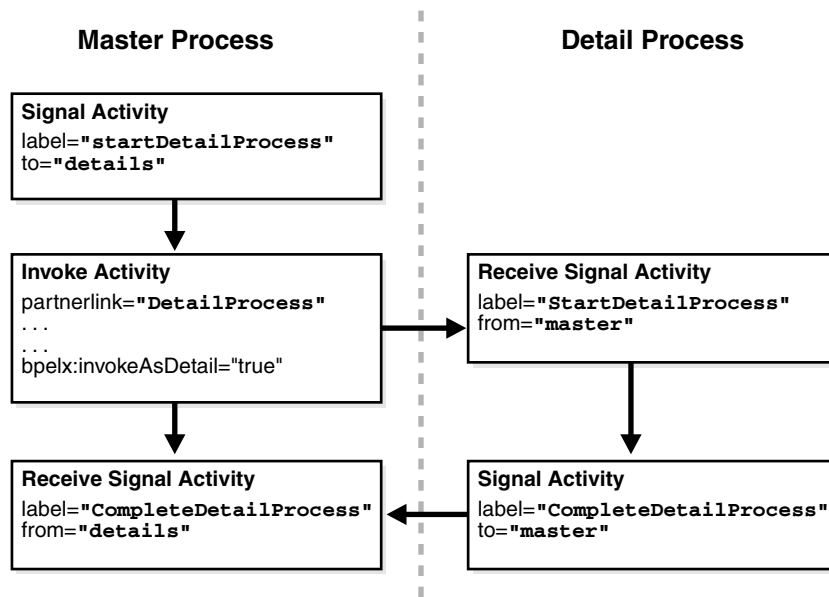 Master Process
Detail Process
Signal Activity
label="startDetailProcess"
to="details"
Invoke Activity
partnerlink="DetailProcess"
. . .
. . .
bpelx:invokeAsDetail="true"
Receive Signal Activity
label="StartDetailProcess"
from="master"
Receive Signal Activity
label="CompleteDetailProcess"
from="details"
Signal Activity
label="CompleteDetailProcess"
to="master"